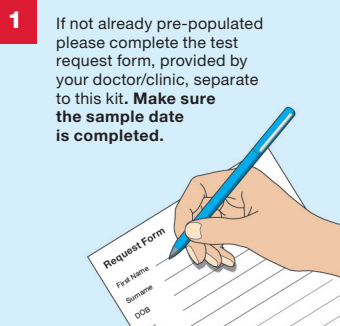 1
If not already pre-populated
please complete the test
request form, provided by
your doctor/clinic, separate
to this kit. Make sure
the sample date
is completed.
Request Form
First Name
Surname
DOB